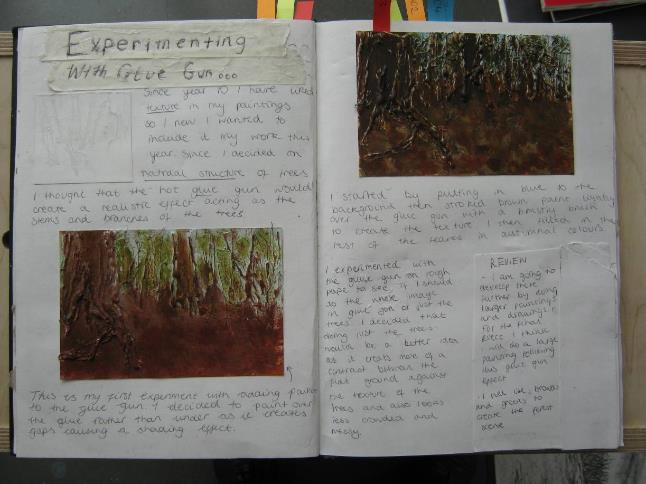 Experimenting
With Glue Gun...
Since year 10 I have used
texture in my paintings
so I new I wanted to
include it my work this
year. Since I decided on
natural structure of trees
I thought that the hot glue gun would
create a realistic effect acting as the
stems and branches of the trees
This is my first experiment with adding paint
to the glue gun. I decided to paint over
the glue rather than under as it creates
gaps causing a shading effect.
I started by putting in blue to the
background then stroked brown paint lightly
over the glue gun with a bristly brush
to create the texture I then filled in the
rest of the leaves in autumnal colours
I experimented with
the glue gun on rough
page to see if I should
do the whole image
in glue gun or just the
trees. I decided that
doing just the trees
would be a better idea
as it creats more of a
contrast between the
flat ground against
the texture of the
trees and also looks
less crowded and
messy.
REVIEW
- I am going to
develop these
further by doing
larger paintings
and drawings.
For the final
piece I think
I will do a large
painting following
this glue gun
effect
- I will use browns
and greens to
create the forest
scene